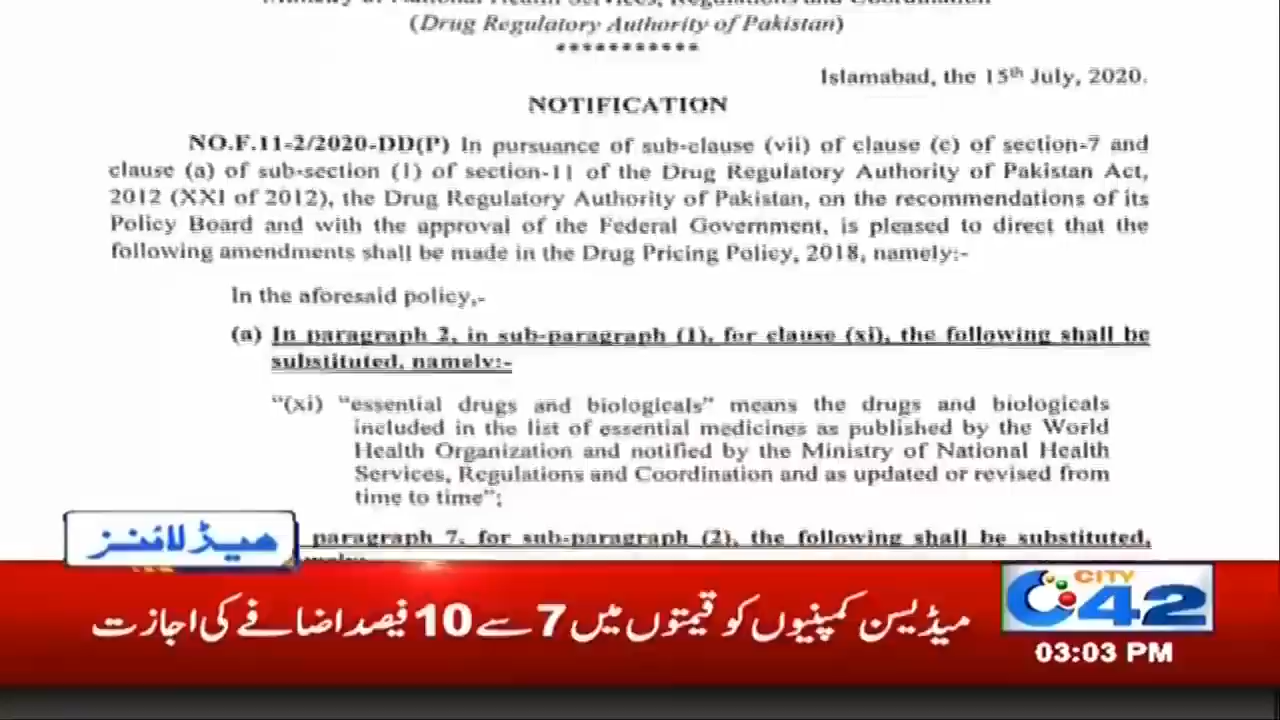 Ministry of National Health Services, Regulations and Coordination
(Drug Regulatory Authority of Pakistan)
***********
Islamabad, the 15th July, 2020.
NOTIFICATION
NO.F.11-2/2020-DD(P) In pursuance of sub-clause (vii) of clause (c) of section-7 and
clause (a) of sub-section (1) of section-11 of the Drug Regulatory Authority of Pakistan Act,
2012 (XXI of 2012), the Drug Regulatory Authority of Pakistan, on the recommendations of its
Policy Board and with the approval of the Federal Government, is pleased to direct that the
following amendments shall be made in the Drug Pricing Policy, 2018, namely:-
In the aforesaid policy,-
(a) In paragraph 2, in sub-paragraph (1), for clause (xi), the following shall be
substituted, namely:-
"(xi) "essential drugs and biologicals" means the drugs and biologicals
included in the list of essential medicines as published by the World
Health Organization and notified by the Ministry of National Health
Services, Regulations and Coordination and as updated or revised from
time to time";
paragraph 7, for sub-paragraph (2), the following shall be substituted,
ہیڈلائنز
میڈیسن کمپنیوں کو قیمتوں میں 7 سے 10 فیصد اضافے کی اجازت
CITY
42
03:03 PM